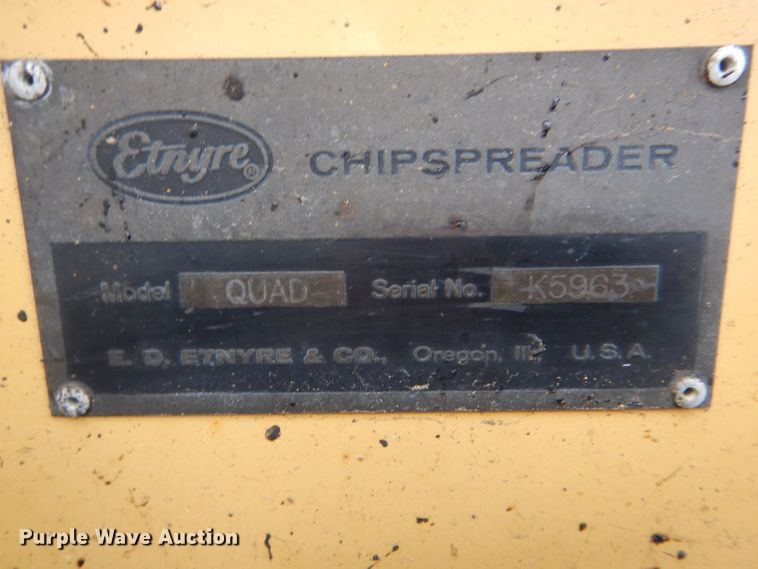 Etnyre® CHIPSPREADER
Model QUAD Serial No. K5963
E. D. ETNYRE & CO., Oregon, Ill. U.S.A.
Purple Wave Auction